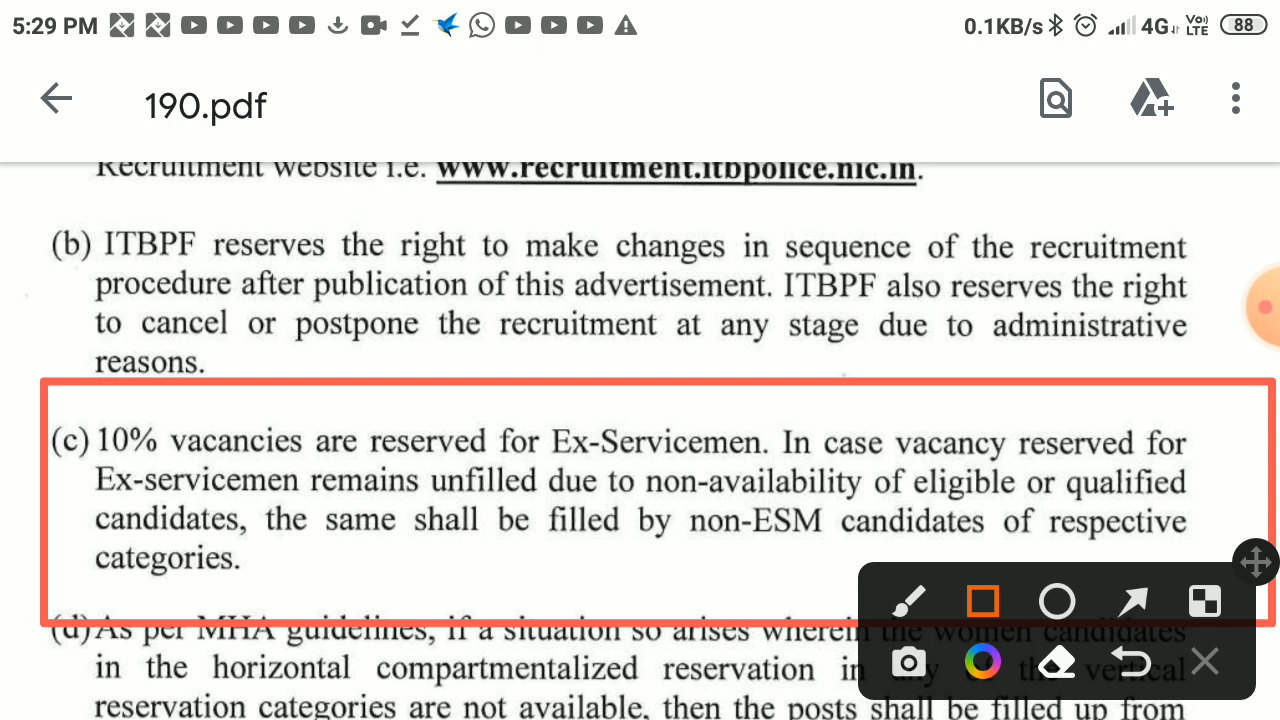 5:29 PM 0.1KB/s 4G Vo) LTE 88
190.pdf
Recruitment website i.e. www.recruitment.itbpolice.nic.in.
(b) ITBPF reserves the right to make changes in sequence of the recruitment
procedure after publication of this advertisement. ITBPF also reserves the right
to cancel or postpone the recruitment at any stage due to administrative
reasons.
(c) 10% vacancies are reserved for Ex-Servicemen. In case vacancy reserved for
Ex-servicemen remains unfilled due to non-availability of eligible or qualified
candidates, the same shall be filled by non-ESM candidates of respective
categories.
(d) As per MHA guidelines, if a situation so arises wherein the women candidates
in the horizontal compartmentalized reservation in any of the vertical
reservation categories are not available, then the posts shall be filled up from